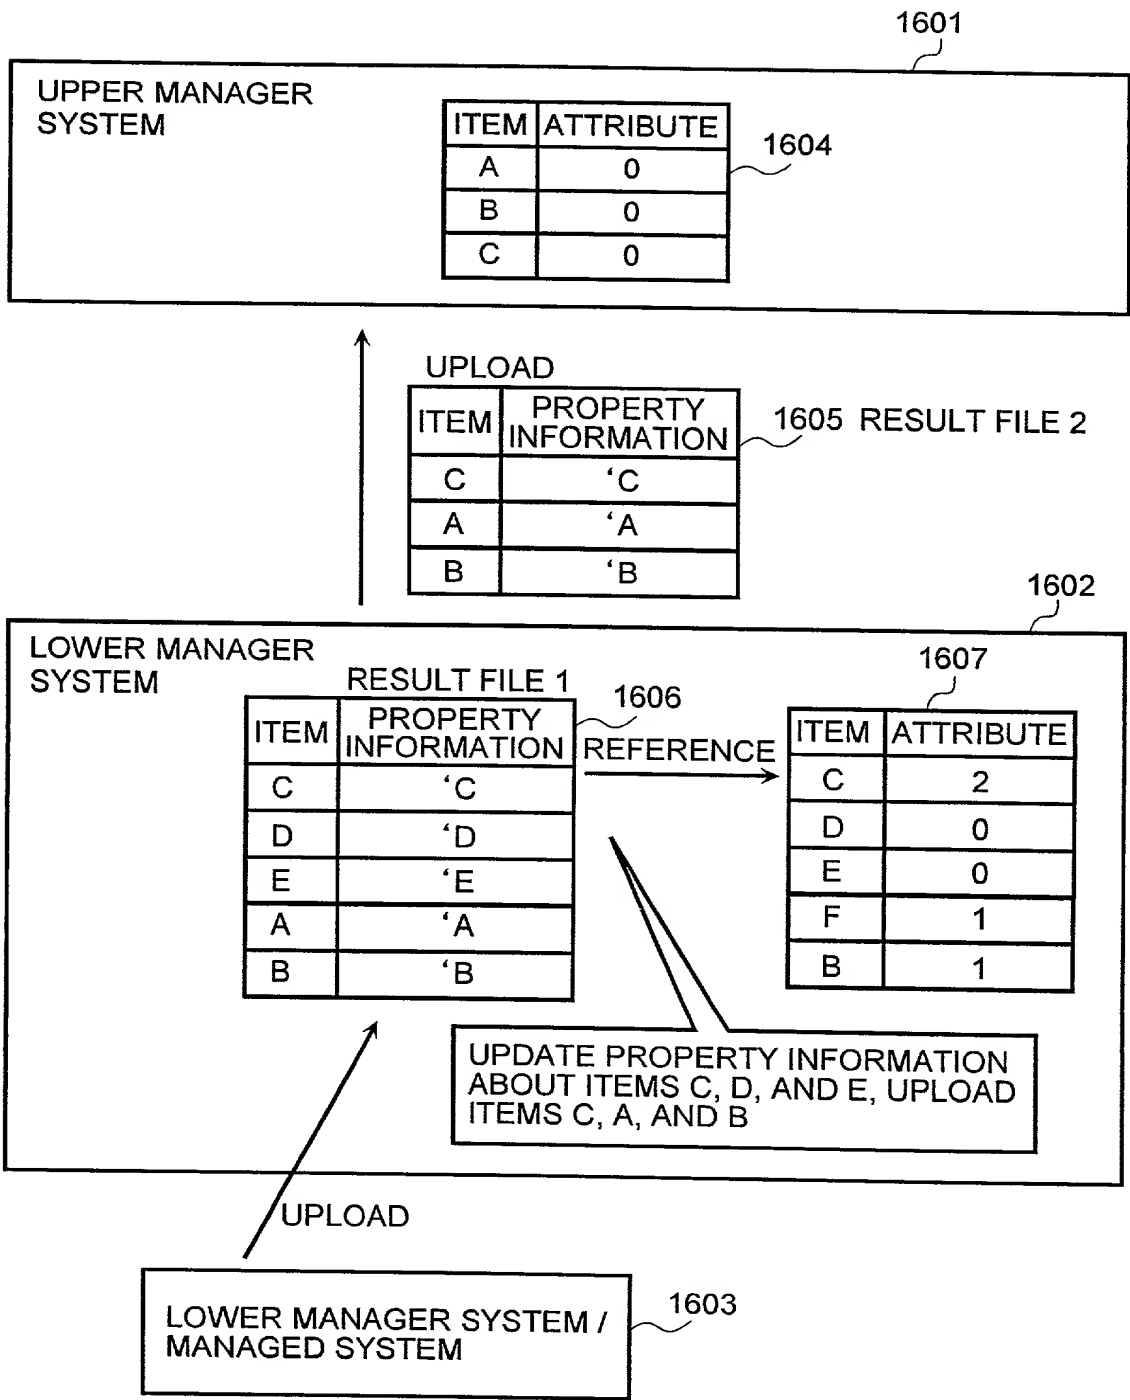 1601
UPPER MANAGER
SYSTEM
ITEM ATTRIBUTE
A 0
B 0
C 0
1604
UPLOAD
ITEM PROPERTY
INFORMATION
C ‘C
A ‘A
B ‘B
1605 RESULT FILE 2
1602
LOWER MANAGER
SYSTEM
RESULT FILE 1
1606
ITEM PROPERTY
INFORMATION
C ‘C
D ‘D
E ‘E
A ‘A
B ‘B
REFERENCE
1607
ITEM ATTRIBUTE
C 2
D 0
E 0
F 1
B 1
UPDATE PROPERTY INFORMATION
ABOUT ITEMS C, D, AND E, UPLOAD
ITEMS C, A, AND B
UPLOAD
LOWER MANAGER SYSTEM /
MANAGED SYSTEM
1603